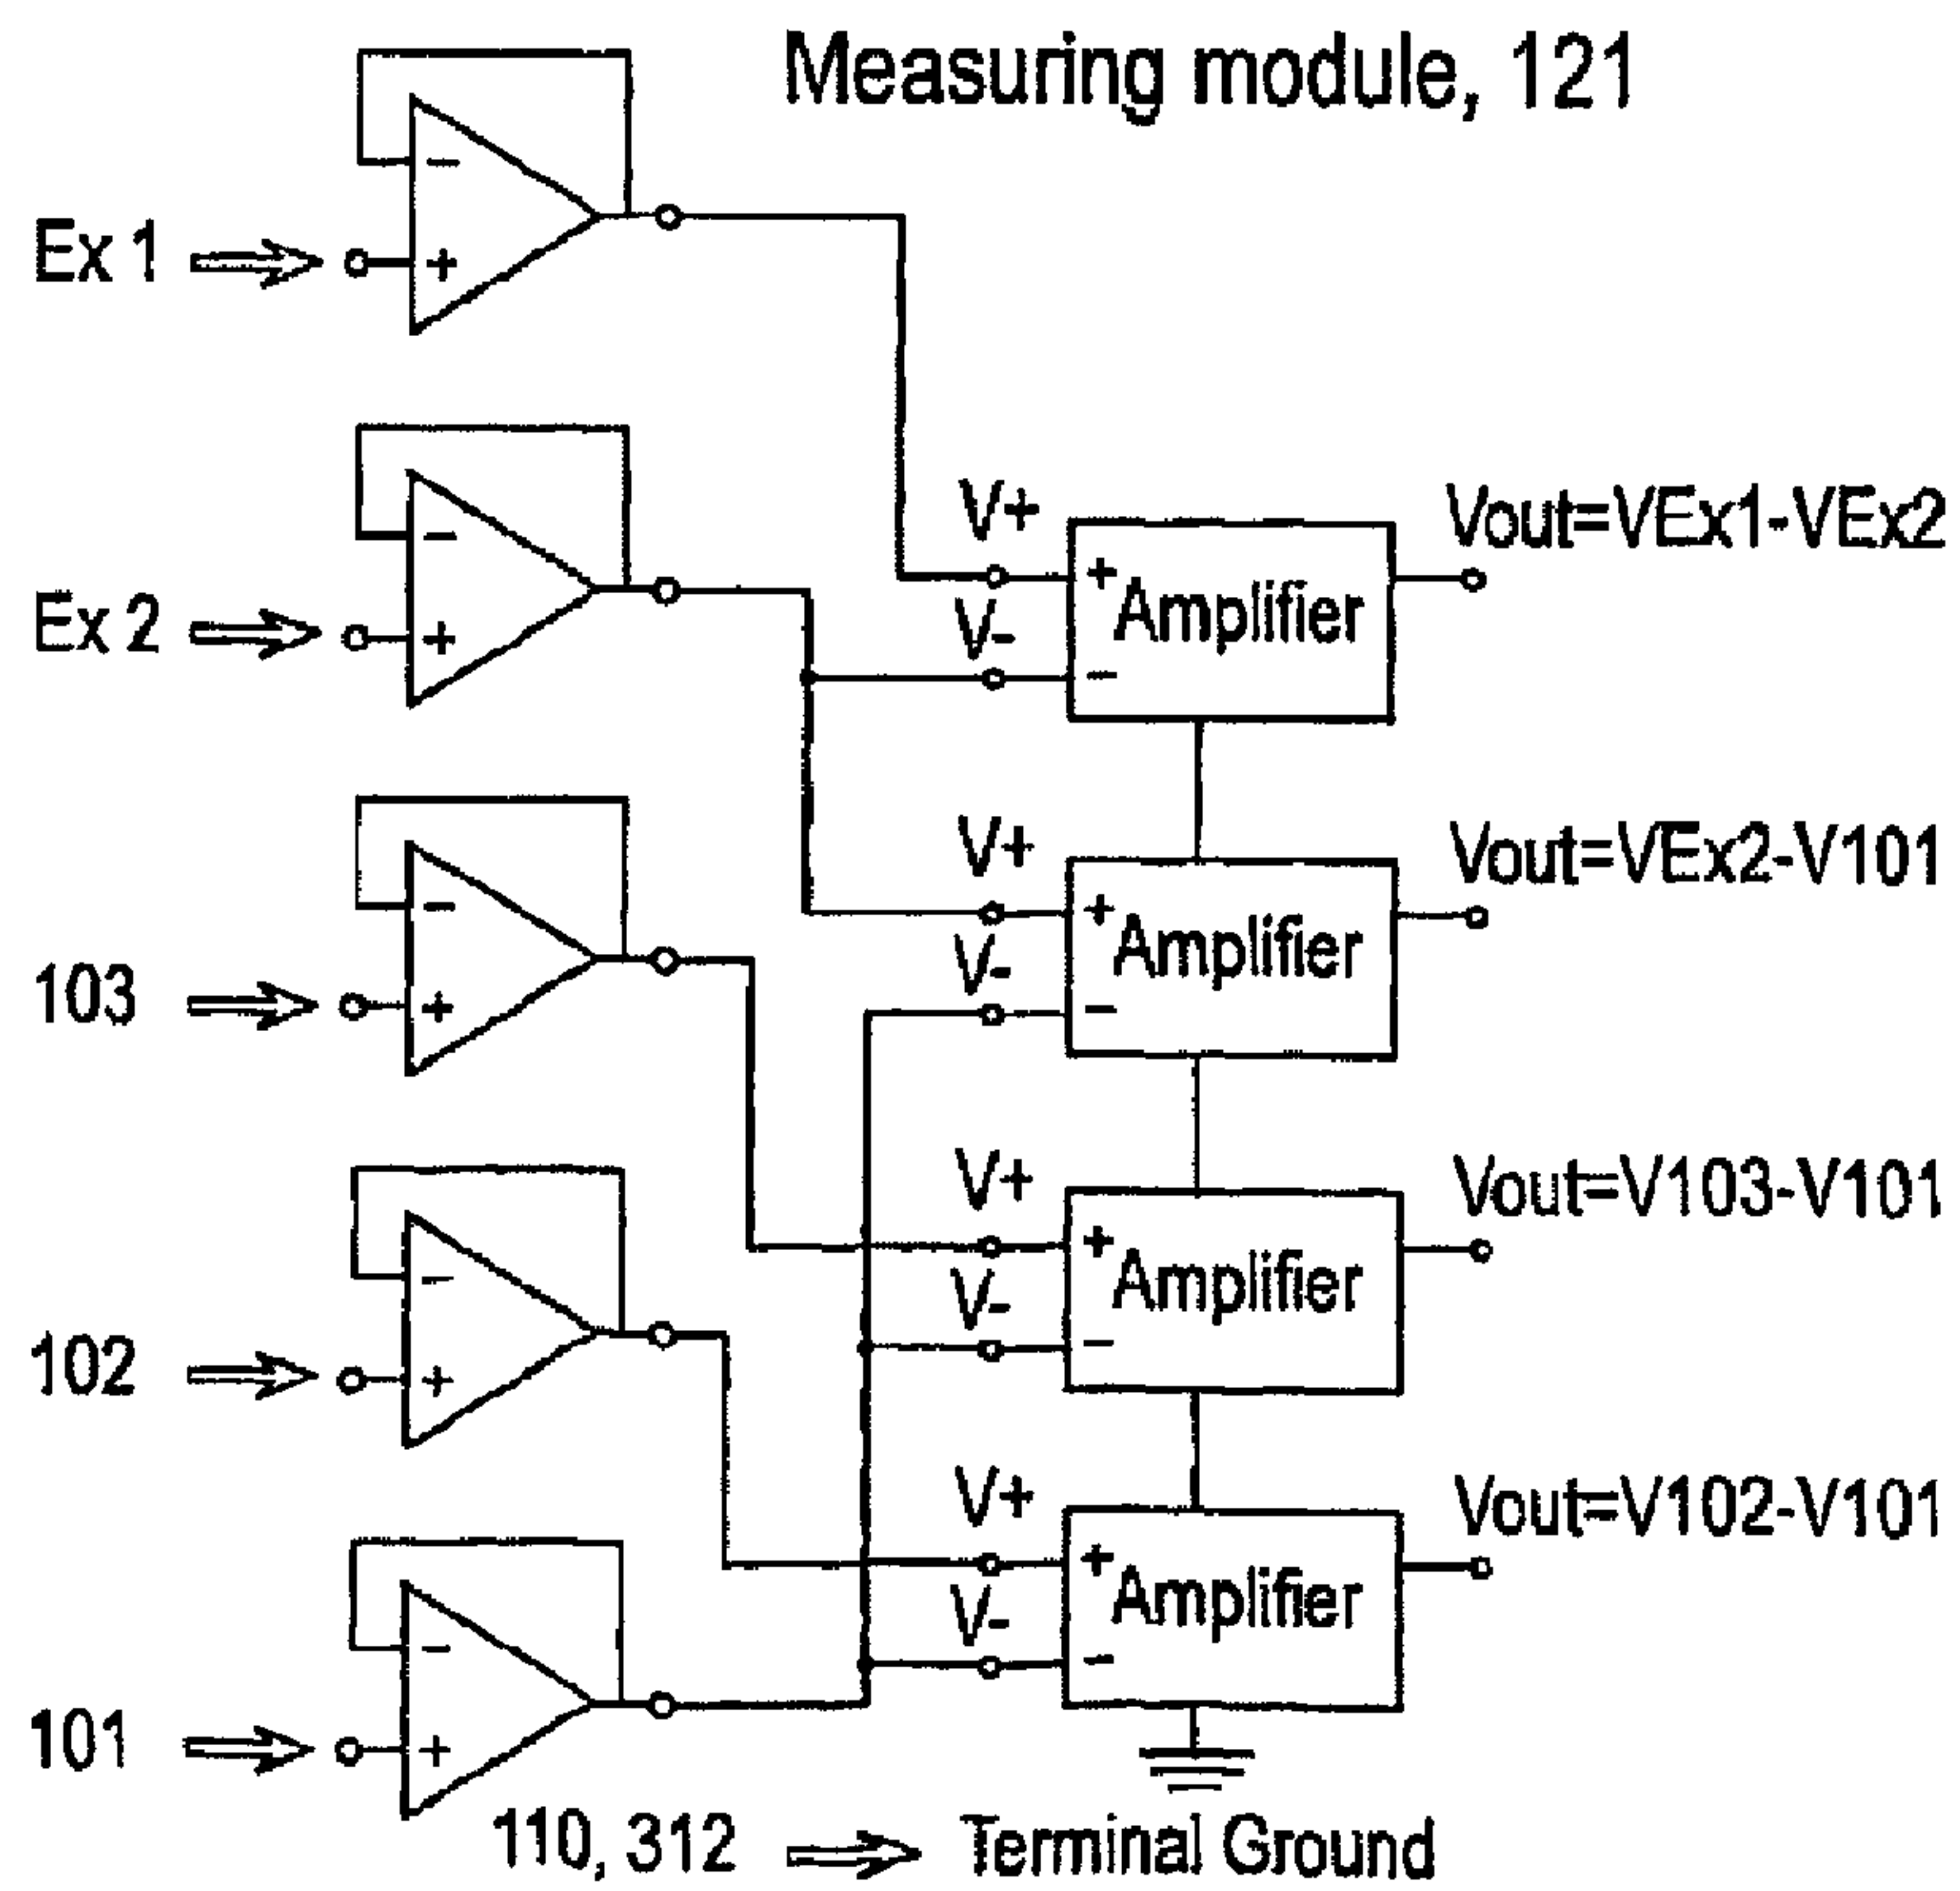 Measuring module, 121
Ex 1
-
+
Ex 2
-
+
V+
V-
+
-
Amplifier
Vout=VEx1-VEx2
103
-
+
V+
V-
+
-
Amplifier
Vout=VEx2-V101
102
-
+
V+
V-
+
-
Amplifier
Vout=V103-V101
101
-
+
V+
V-
+
-
Amplifier
Vout=V102-V101
110, 312
Terminal Ground